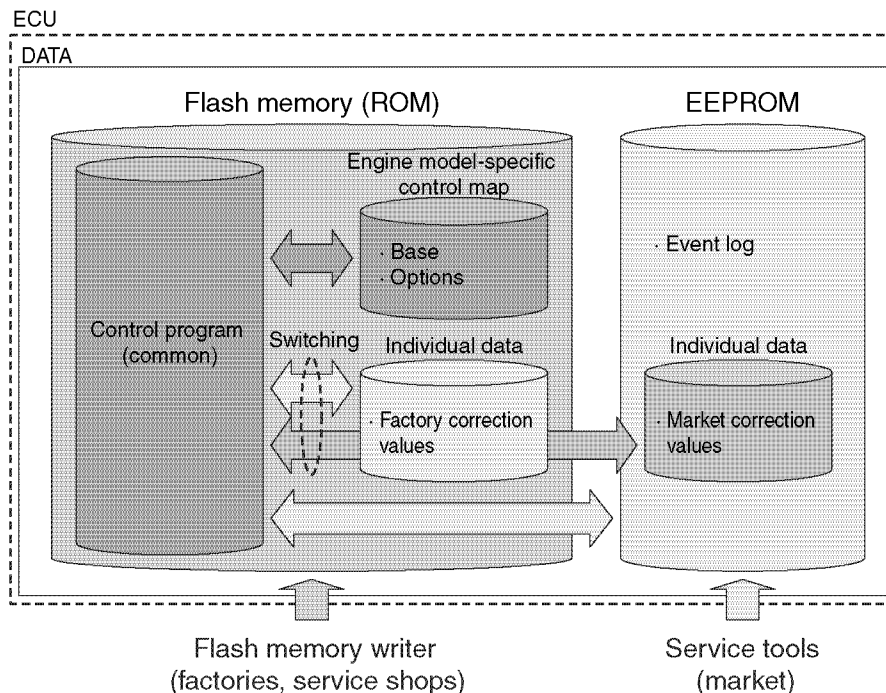 ECU
DATA
Flash memory (ROM)
EEPROM
Engine model-specific
control map
· Base
· Options
· Event log
Control program
(common)
Switching
Individual data
Individual data
· Factory correction
values
· Market correction
values
Flash memory writer
(factories, service shops)
Service tools
(market)